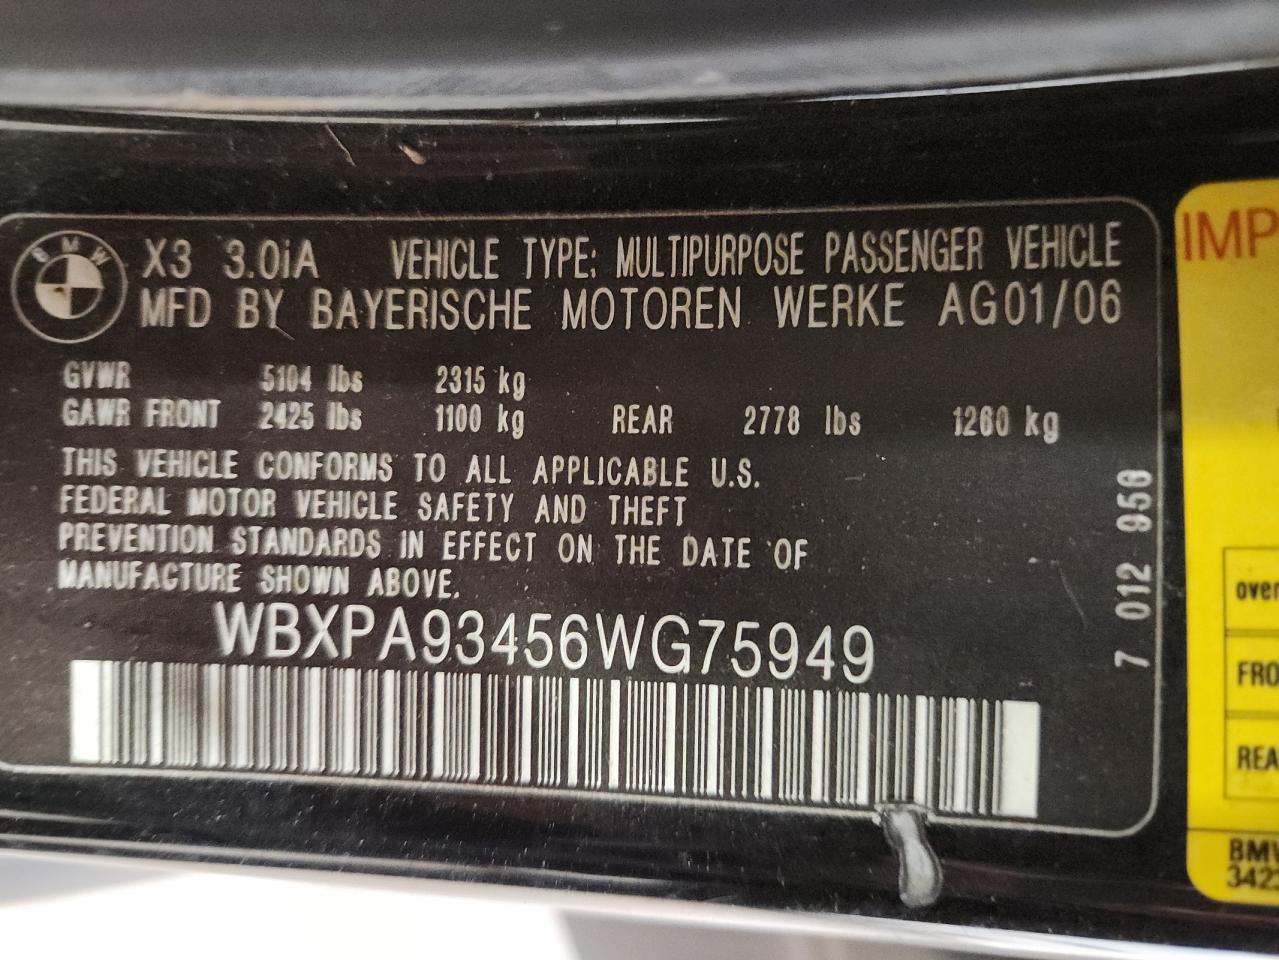 BMW
X3 3.0iA VEHICLE TYPE: MULTIPURPOSE PASSENGER VEHICLE
MFD BY BAYERISCHE MOTOREN WERKE AG01/06
GVWR 5104 lbs 2315 kg
GAWR FRONT 2425 lbs 1100 kg REAR 2778 lbs 1260 kg
THIS VEHICLE CONFORMS TO ALL APPLICABLE U.S.
FEDERAL MOTOR VEHICLE SAFETY AND THEFT
PREVENTION STANDARDS IN EFFECT ON THE DATE OF
MANUFACTURE SHOWN ABOVE.
WBXPA93456WG75949
7 012 950
IMP
over
FRO
REA
BMW
3422